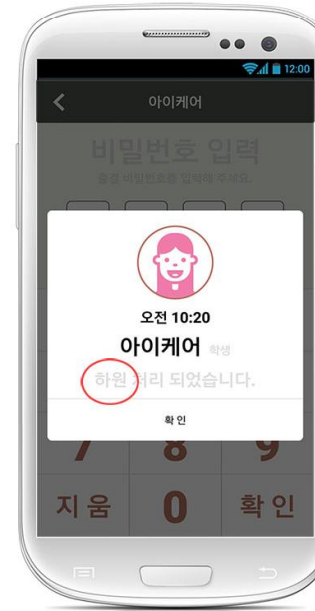 12:00
아이케어
비밀번호 입력
출결 비밀번호를 입력해 주세요.
오전 10:20
아이케어 학생
하원 처리 되었습니다.
확인
7 8 9
지움 0 확인